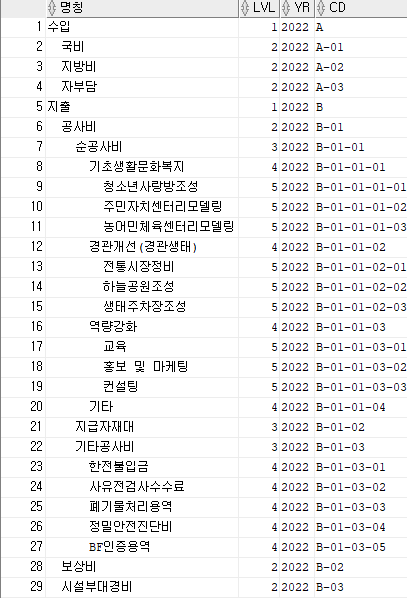 명칭 LVL YR CD
1 수입 1 2022 A
2 국비 2 2022 A-01
3 지방비 2 2022 A-02
4 자부담 2 2022 A-03
5 지출 1 2022 B
6 공사비 2 2022 B-01
7 순공사비 3 2022 B-01-01
8 기초생활문화복지 4 2022 B-01-01-01
9 청소년사랑방조성 5 2022 B-01-01-01-01
10 주민자치센터리모델링 5 2022 B-01-01-01-02
11 농어민체육센터리모델링 5 2022 B-01-01-01-03
12 경관개선(경관생태) 4 2022 B-01-01-02
13 전통시장정비 5 2022 B-01-01-02-01
14 하늘공원조성 5 2022 B-01-01-02-02
15 생태주차장조성 5 2022 B-01-01-02-03
16 역량강화 4 2022 B-01-01-03
17 교육 5 2022 B-01-01-03-01
18 홍보 및 마케팅 5 2022 B-01-01-03-02
19 컨설팅 5 2022 B-01-01-03-03
20 기타 4 2022 B-01-01-04
21 지급자재대 3 2022 B-01-02
22 기타공사비 3 2022 B-01-03
23 한전불입금 4 2022 B-01-03-01
24 사유전검사수수료 4 2022 B-01-03-02
25 폐기물처리용역 4 2022 B-01-03-03
26 정밀안전진단비 4 2022 B-01-03-04
27 BF인증용역 4 2022 B-01-03-05
28 보상비 2 2022 B-02
29 시설부대경비 2 2022 B-03